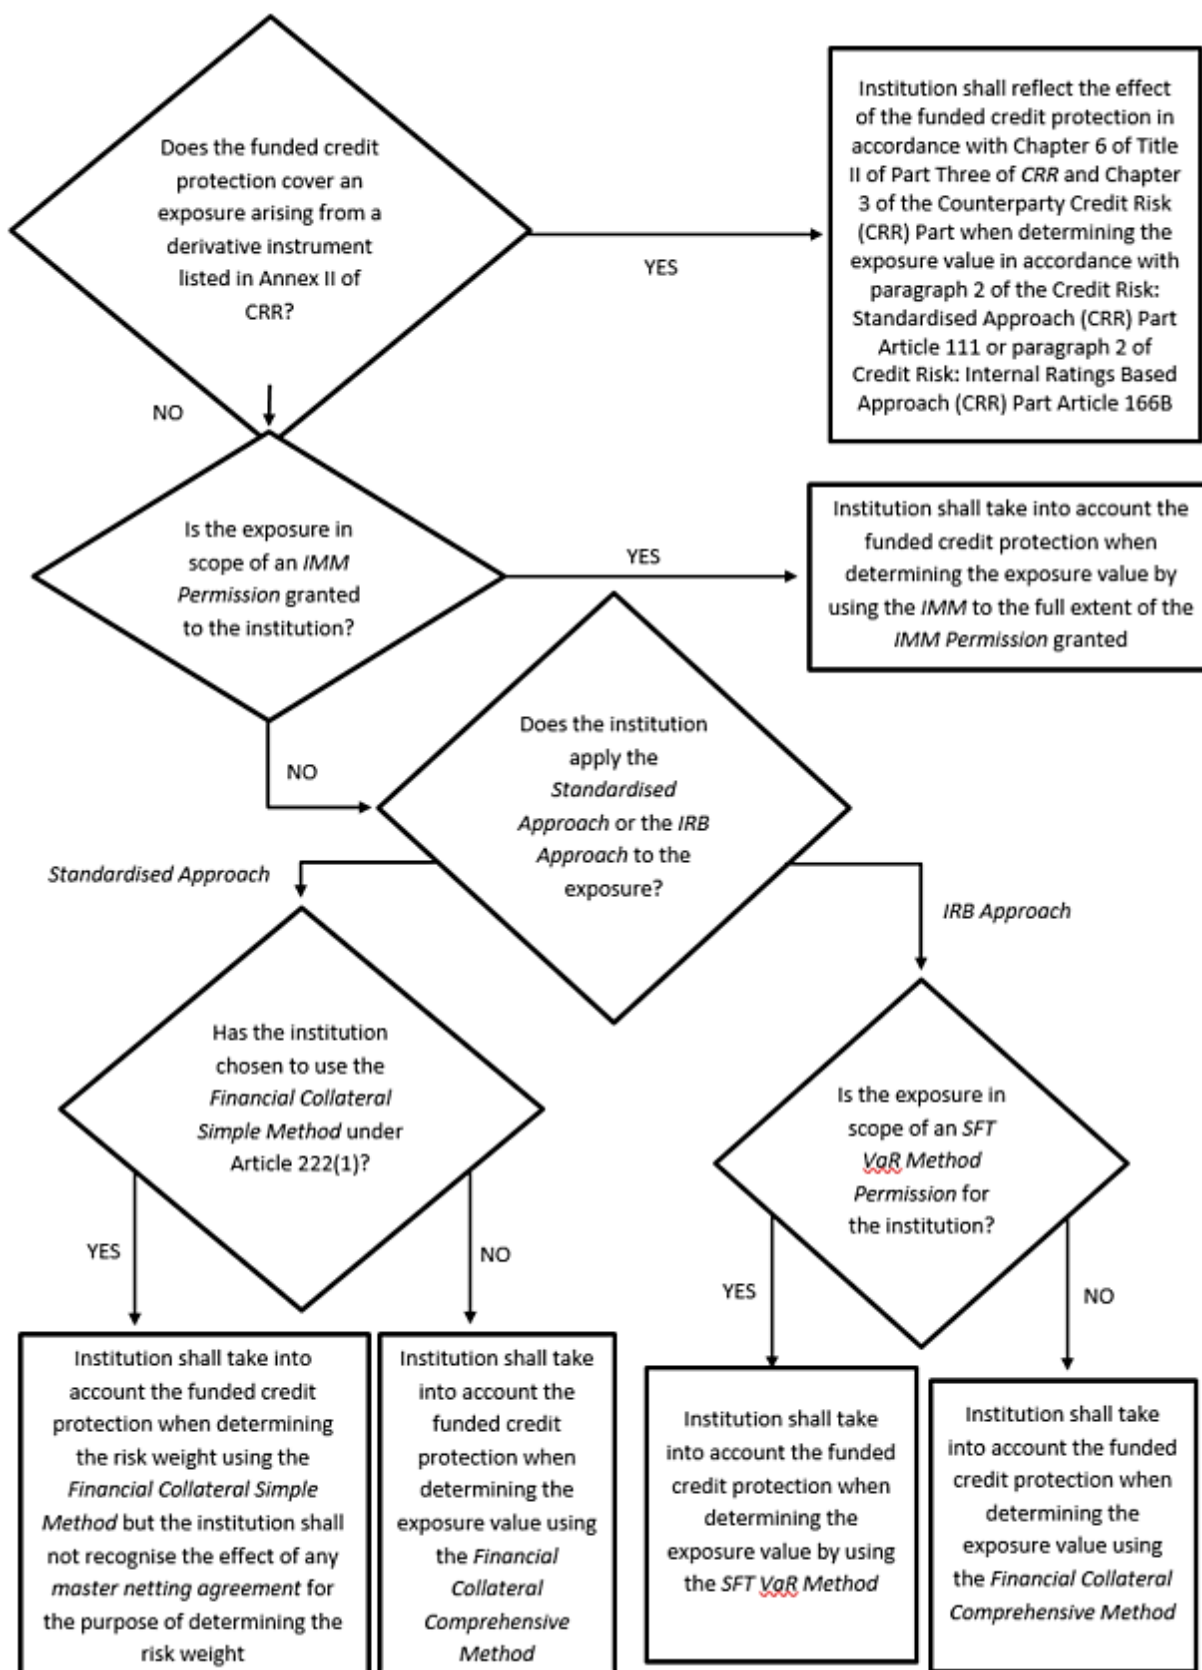 Does the funded credit
protection cover an
exposure arising from a
derivative instrument
listed in Annex II of
CRR?
YES
Institution shall reflect the effect
of the funded credit protection in
accordance with Chapter 6 of Title
II of Part Three of CRR and Chapter
3 of the Counterparty Credit Risk
(CRR) Part when determining the
exposure value in accordance with
paragraph 2 of the Credit Risk:
Standardised Approach (CRR) Part
Article 111 or paragraph 2 of
Credit Risk: Internal Ratings Based
Approach (CRR) Part Article 166B
NO
Is the exposure in
scope of an IMM
Permission granted
to the institution?
YES
Institution shall take into account the
funded credit protection when
determining the exposure value by
using the IMM to the full extent of the
IMM Permission granted
NO
Does the institution
apply the
Standardised
Approach or the IRB
Approach to the
exposure?
Standardised Approach
IRB Approach
Has the institution
chosen to use the
Financial Collateral
Simple Method under
Article 222(1)?
YES
NO
Is the exposure in
scope of an SFT
VaR Method
Permission for
the institution?
YES
NO
Institution shall take into
account the funded credit
protection when determining
the risk weight using the
Financial Collateral Simple
Method but the institution shall
not recognise the effect of any
master netting agreement for
the purpose of determining the
risk weight
Institution shall take
into account the
funded credit
protection when
determining the
exposure value using
the Financial
Collateral
Comprehensive
Method
Institution shall take
into account the funded
credit protection when
determining the
exposure value by using
the SFT VaR Method
Institution shall take
into account the funded
credit protection when
determining the
exposure value using
the Financial Collateral
Comprehensive Method